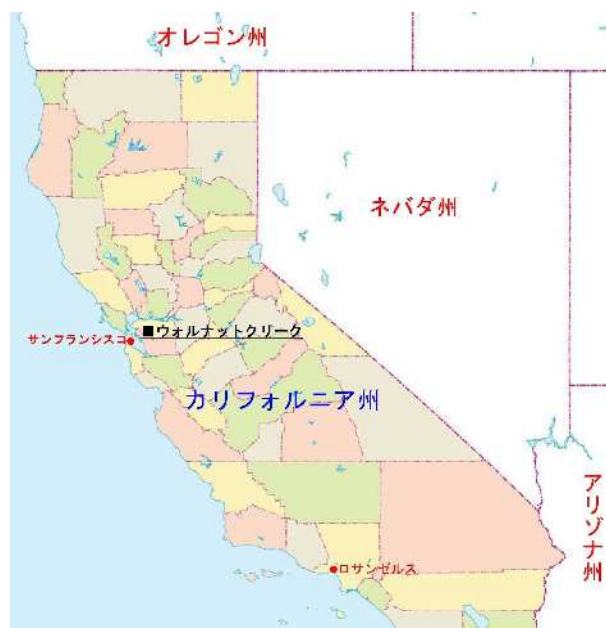 オレゴン州
ネバダ州
■ウォルナットクリーク
サンフランシスコ
カリフォルニア州
アリゾナ州
ロサンゼルス